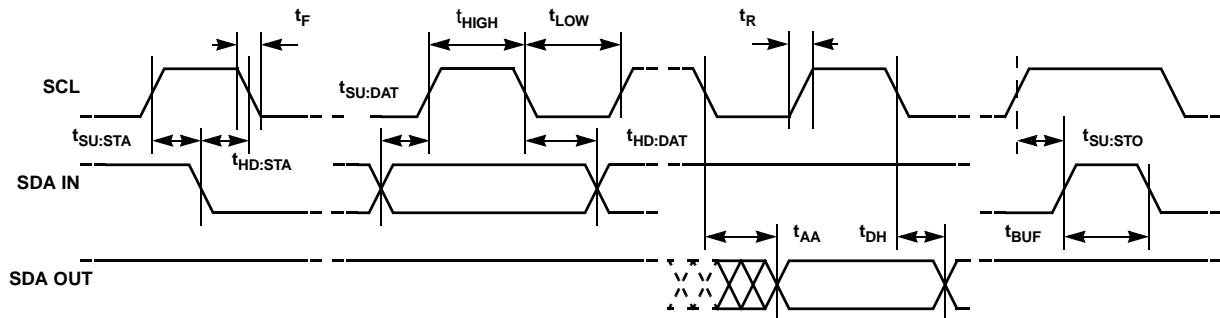 tF
tHIGH
tLOW
tR
SCL
tSU:DAT
tSU:STA
tHD:STA
tHD:DAT
tSU:STO
SDA IN
tAA
tDH
tBUF
SDA OUT